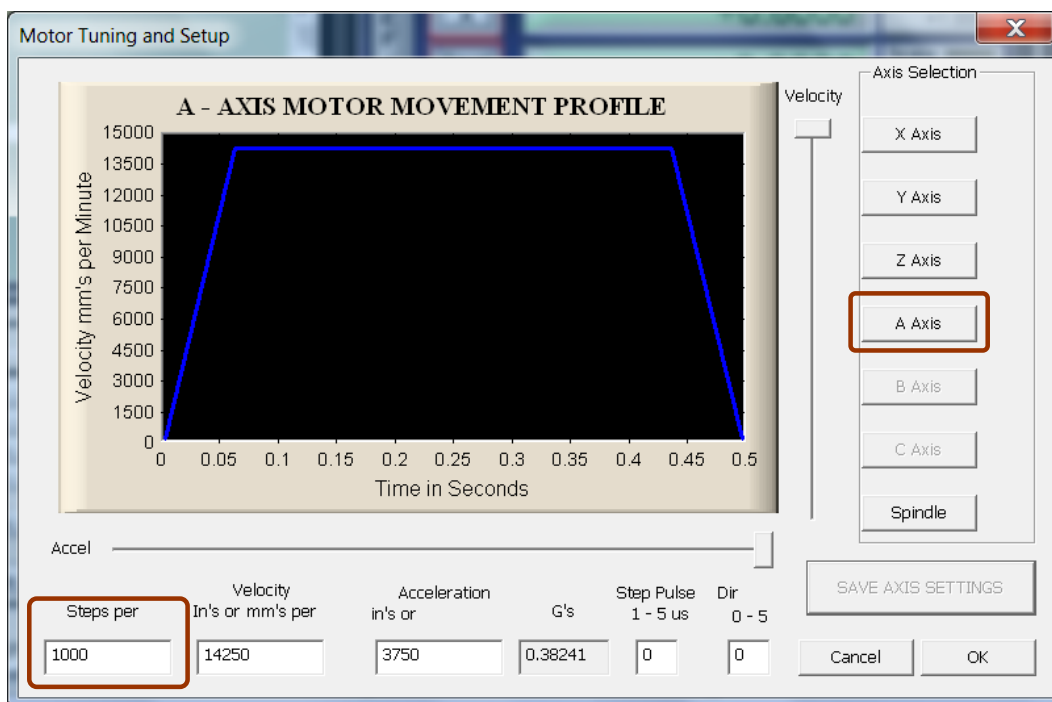 Motor Tuning and Setup
X
A - AXIS MOTOR MOVEMENT PROFILE
Velocity mm's per Minute
15000
13500
12000
10500
9000
7500
6000
4500
3000
1500
0
0 0.05 0.1 0.15 0.2 0.25 0.3 0.35 0.4 0.45 0.5
Time in Seconds
Velocity
Axis Selection
X Axis
Y Axis
Z Axis
A Axis
B Axis
C Axis
Spindle
Accel
Steps per
Velocity
In's or mm's per
Acceleration
in's or
G's
Step Pulse
1 - 5 us
Dir
0 - 5
1000
14250
3750
0.38241
0
0
SAVE AXIS SETTINGS
Cancel
OK